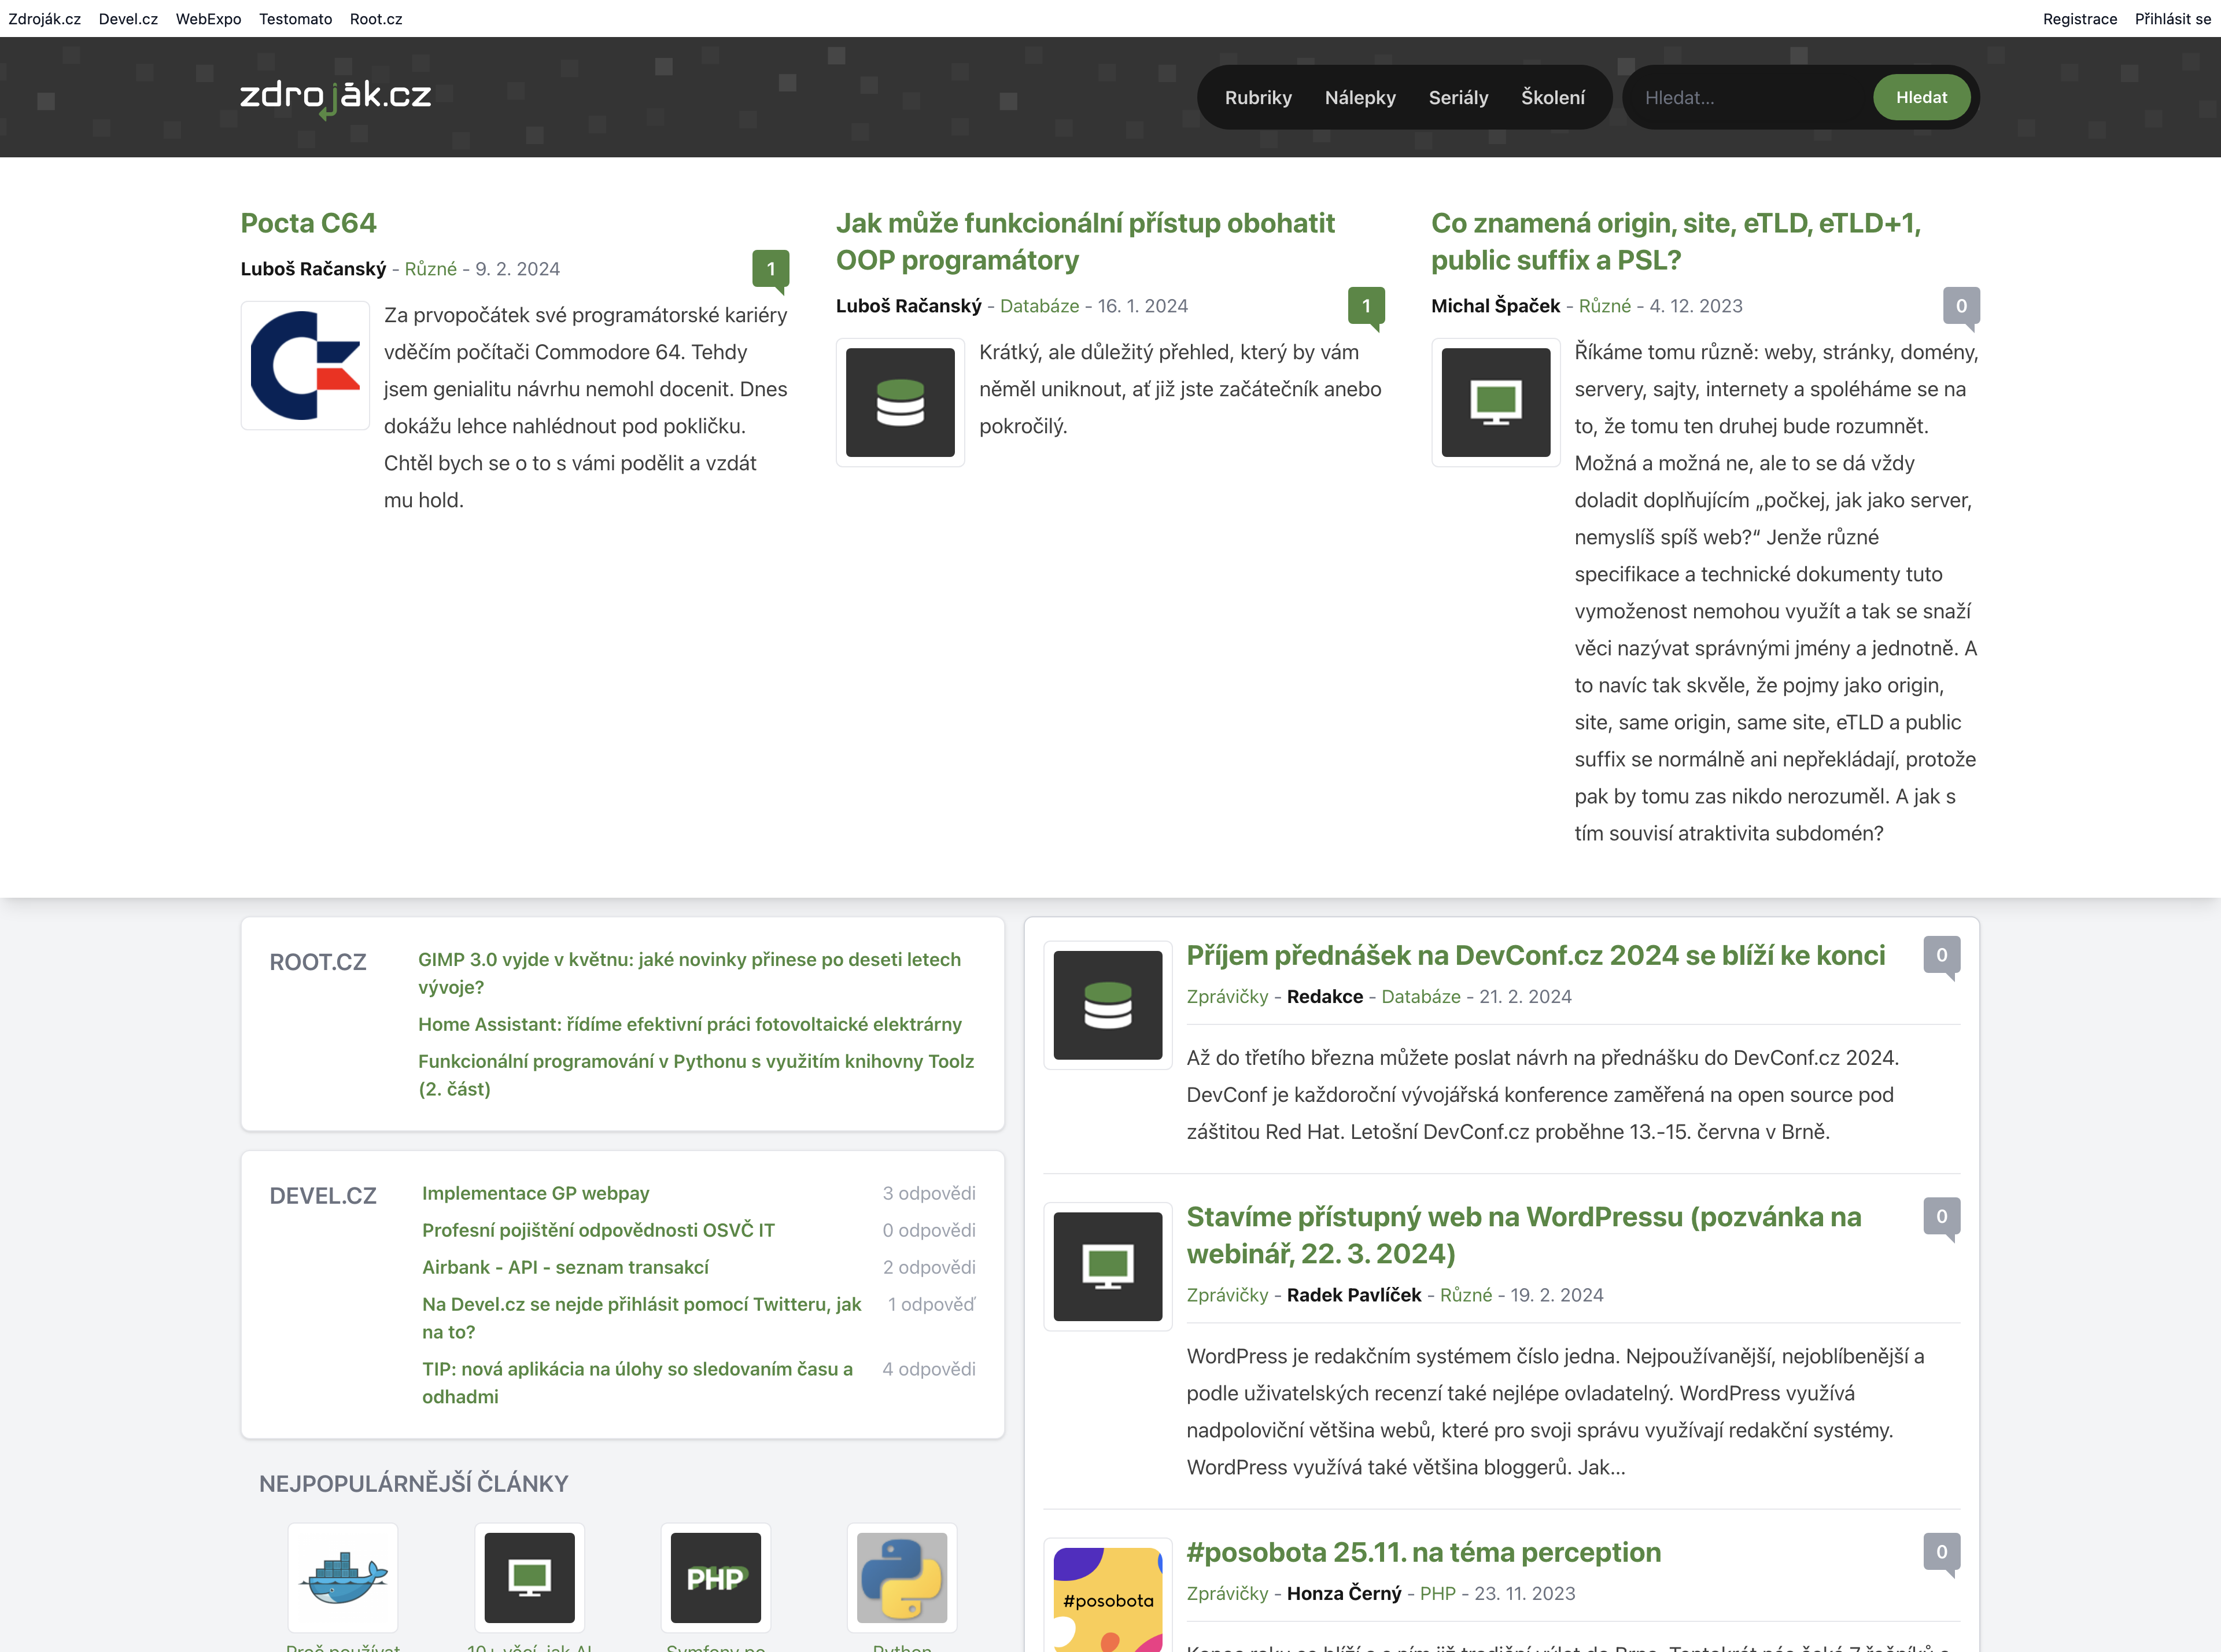 Zdroják.cz Devel.cz WebExpo Testomato Root.cz Registrace Přihlásit se
zdroják.cz
Rubriky Nálepky Seriály Školení Hledat... Hledat
Pocta C64
Luboš Račanský - Různé - 9. 2. 2024
1
Za prvopočátek své programátorské kariéry
vděčím počítači Commodore 64. Tehdy
jsem genialitu návrhu nemohl docenit. Dnes
dokážu lehce nahlédnout pod pokličku.
Chtěl bych se o to s vámi podělit a vzdát
mu hold.
Jak může funkcionální přístup obohatit
OOP programátory
Luboš Račanský - Databáze - 16. 1. 2024
1
Krátký, ale důležitý přehled, který by vám
něměl uniknout, ať již jste začátečník anebo
pokročilý.
Co znamená origin, site, eTLD, eTLD+1,
public suffix a PSL?
Michal Špaček - Různé - 4. 12. 2023
0
Říkáme tomu různě: weby, stránky, domény,
servery, sajty, internety a spoléháme se na
to, že tomu ten druhej bude rozumnět.
Možná a možná ne, ale to se dá vždy
doladit doplňujícím „počkej, jak jako server,
nemyslíš spíš web?“ Jenže různé
specifikace a technické dokumenty tuto
vymoženost nemohou využít a tak se snaží
věci nazývat správnými jmény a jednotně. A
to navíc tak skvěle, že pojmy jako origin,
site, same origin, same site, eTLD a public
suffix se normálně ani nepřekládají, protože
pak by tomu zas nikdo nerozuměl. A jak s
tím souvisí atraktivita subdomén?
ROOT.CZ
GIMP 3.0 vyjde v květnu: jaké novinky přinese po deseti letech
vývoje?
Home Assistant: řídíme efektivní práci fotovoltaické elektrárny
Funkcionální programování v Pythonu s využitím knihovny Toolz
(2. část)
DEVEL.CZ
Implementace GP webpay 3 odpovědi
Profesní pojištění odpovědnosti OSVČ IT 0 odpovědi
Airbank - API - seznam transakcí 2 odpovědi
Na Devel.cz se nejde přihlásit pomocí Twitteru, jak 1 odpověď
na to?
TIP: nová aplikácia na úlohy so sledovaním času a 4 odpovědi
odhadmi
NEJPOPULÁRNĚJŠÍ ČLÁNKY
PHP
Proč používat 10+ věcí, jak AI Symfony po Python
Příjem přednášek na DevConf.cz 2024 se blíží ke konci
0
Zprávičky - Redakce - Databáze - 21. 2. 2024
Až do třetího března můžete poslat návrh na přednášku do DevConf.cz 2024.
DevConf je každoroční vývojářská konference zaměřená na open source pod
záštitou Red Hat. Letošní DevConf.cz proběhne 13.-15. června v Brně.
Stavíme přístupný web na WordPressu (pozvánka na
webinář, 22. 3. 2024)
0
Zprávičky - Radek Pavlíček - Různé - 19. 2. 2024
WordPress je redakčním systémem číslo jedna. Nejpoužívanější, nejoblíbenější a
podle uživatelských recenzí také nejlépe ovladatelný. WordPress využívá
nadpoloviční většina webů, které pro svoji správu využívají redakční systémy.
WordPress využívá také většina bloggerů. Jak...
#posobota
#posobota 25.11. na téma perception
0
Zprávičky - Honza Černý - PHP - 23. 11. 2023